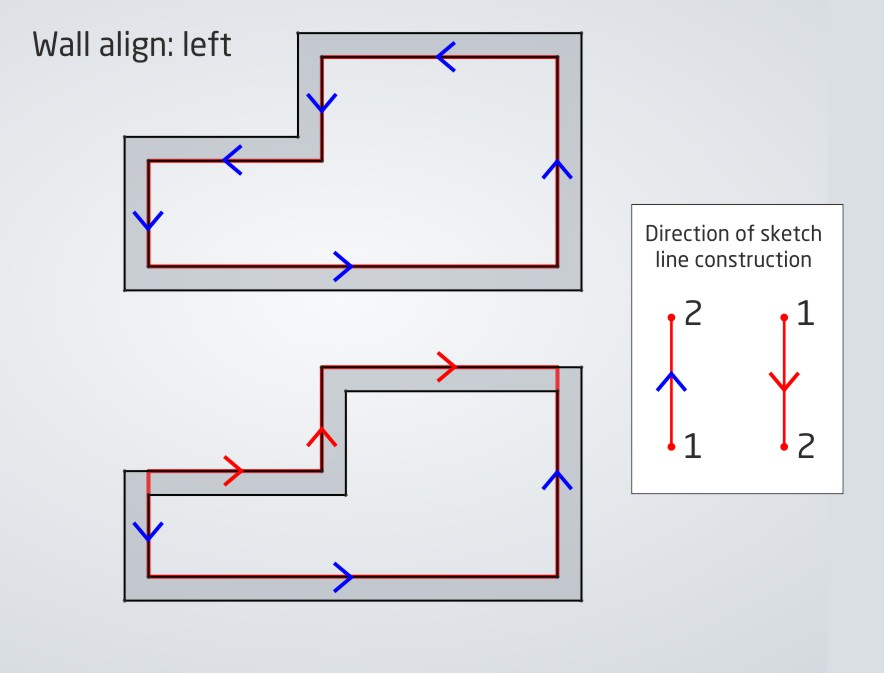 Wall align: left
Direction of sketch
line construction
2
1
1
2